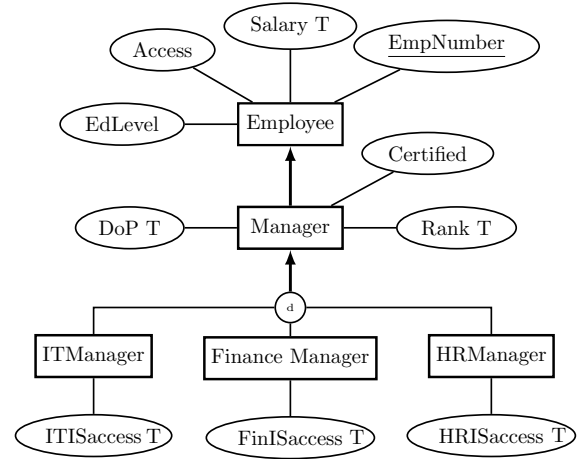 Salary T
Access
EmpNumber
EdLevel
Employee
Certified
DoP T
Manager
Rank T
d
ITManager
Finance Manager
HRManager
ITISaccess T
FinISaccess T
HRISaccess T